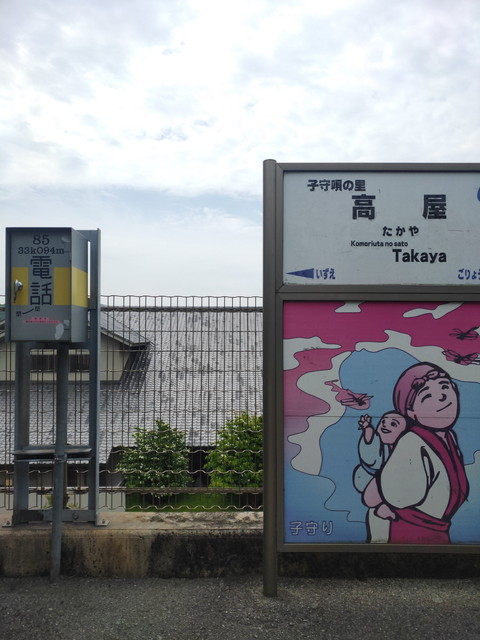 85
33k094m
電話
子守唄の里
高屋
たかや
Komoriuta no sato
Takaya
いずえ
ごりょう
子守り